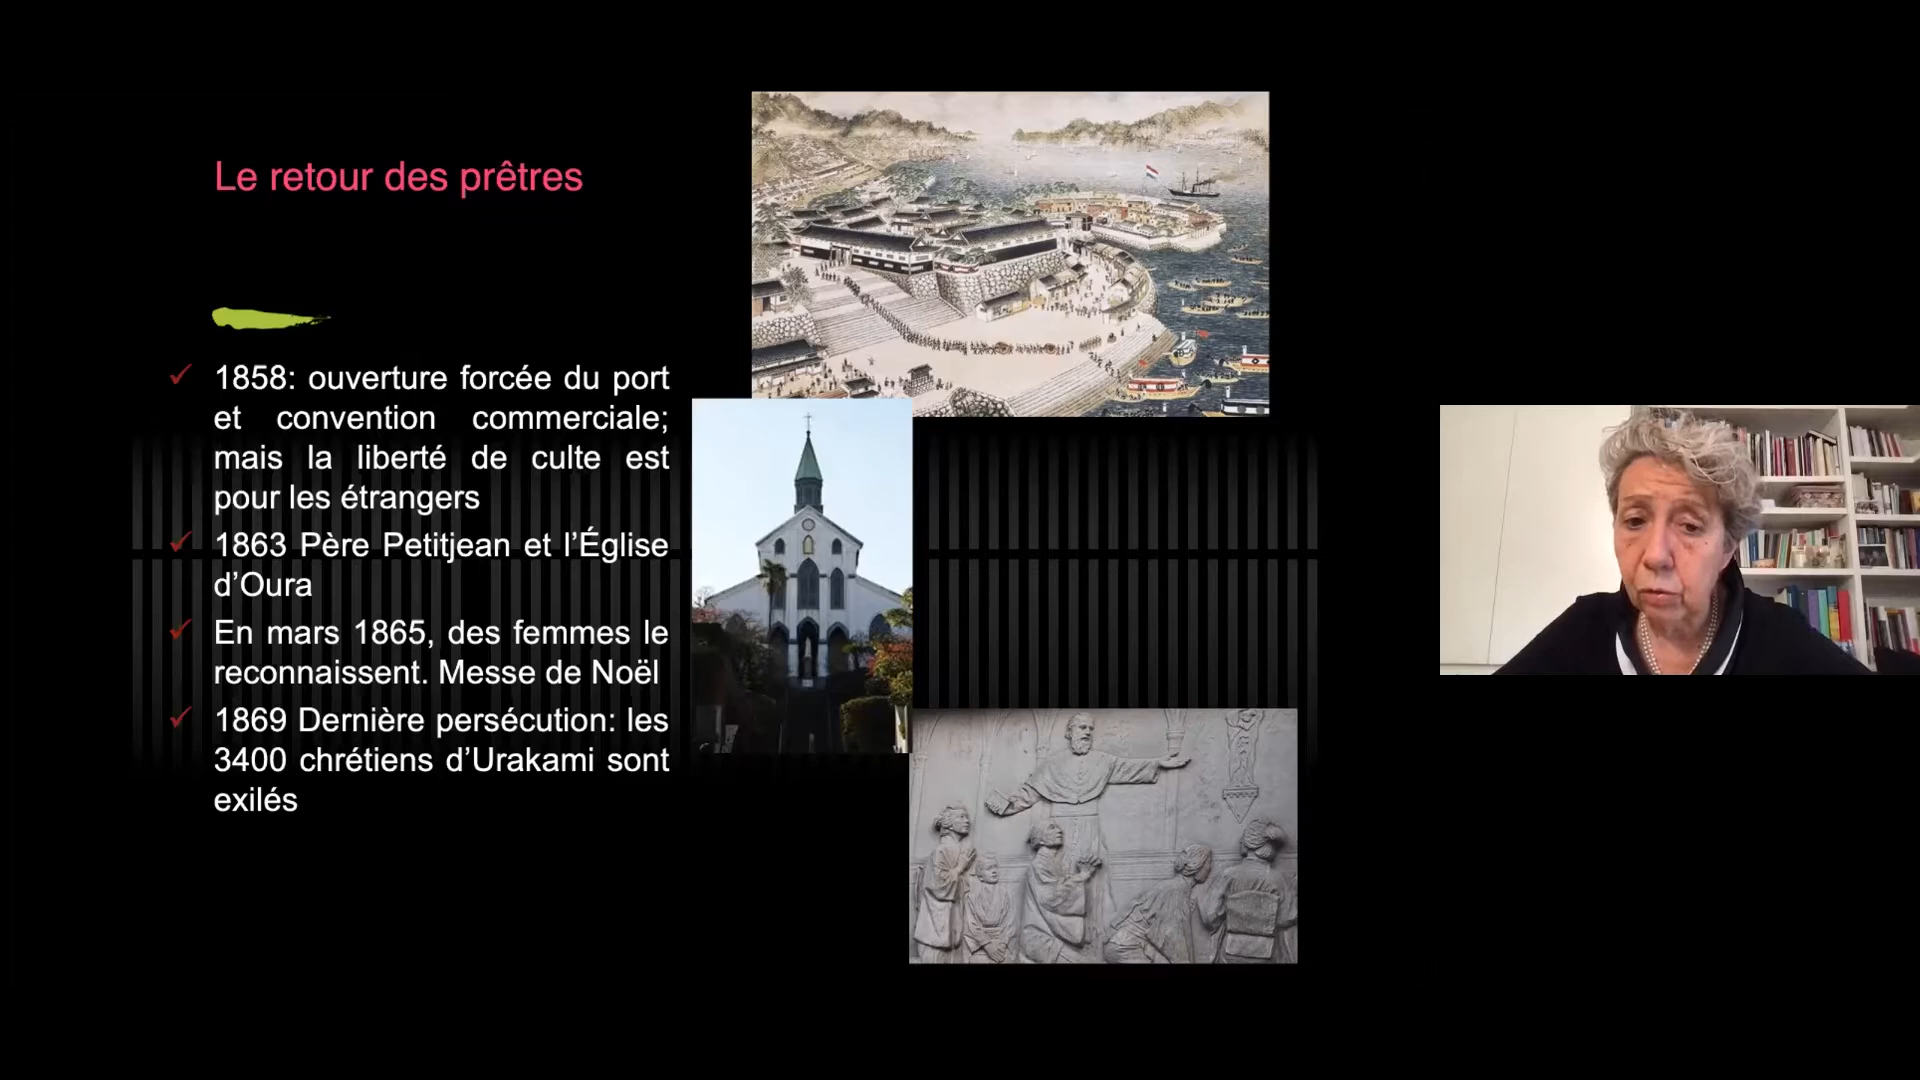 Le retour des prêtres
1858: ouverture forcée du port
et convention commerciale;
mais la liberté de culte est
pour les étrangers
1863 Père Petitjean et l’Église
d’Oura
En mars 1865, des femmes le
reconnaissent. Messe de Noël
1869 Dernière persécution: les
3400 chrétiens d’Urakami sont
exilés